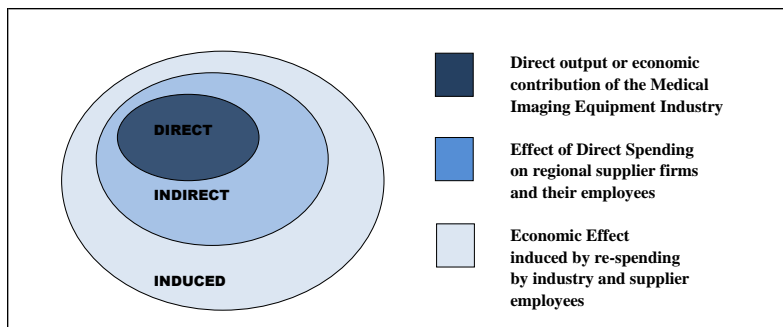 DIRECT
INDIRECT
INDUCED
Direct output or economic
contribution of the Medical
Imaging Equipment Industry
Effect of Direct Spending
on regional supplier firms
and their employees
Economic Effect
induced by re-spending
by industry and supplier
employees